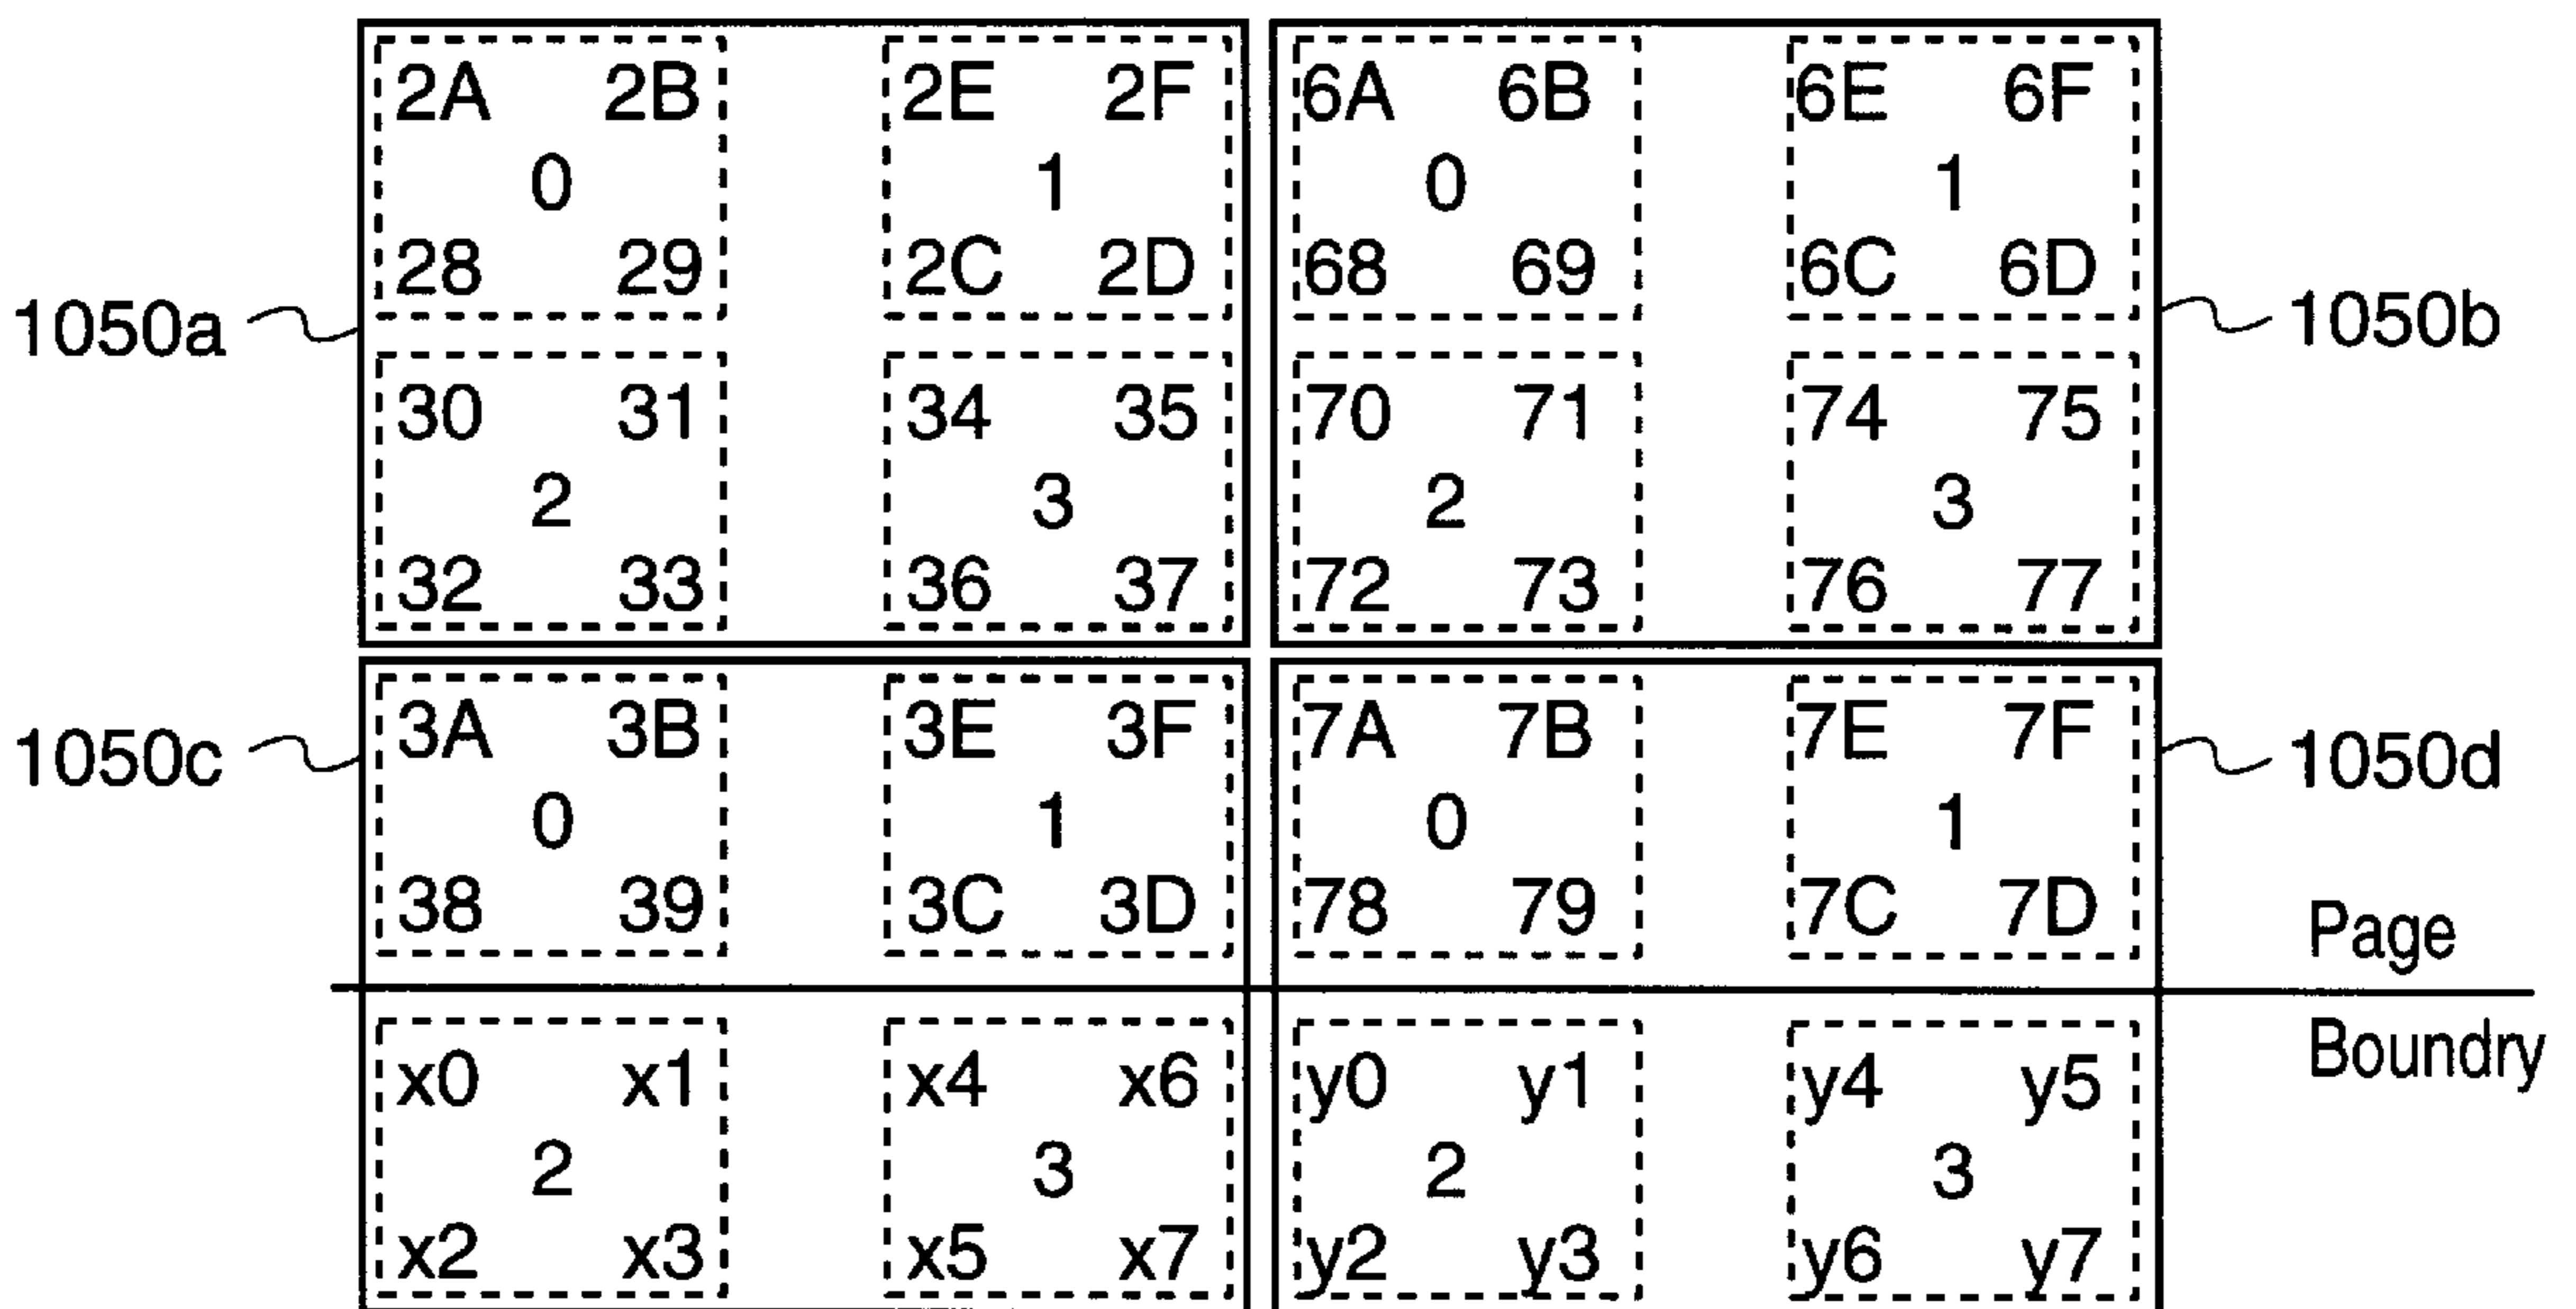 2A 2B 2E 2F 6A 6B 6E 6F
0 1 0 1
28 29 2C 2D 68 69 6C 6D
1050a 1050b
30 31 34 35 70 71 74 75
2 3 2 3
32 33 36 37 72 73 76 77
3A 3B 3E 3F 7A 7B 7E 7F
1050c 1050d
0 1 0 1
38 39 3C 3D 78 79 7C 7D
Page
Boundry
x0 x1 x4 x6 y0 y1 y4 y5
2 3 2 3
x2 x3 x5 x7 y2 y3 y6 y7